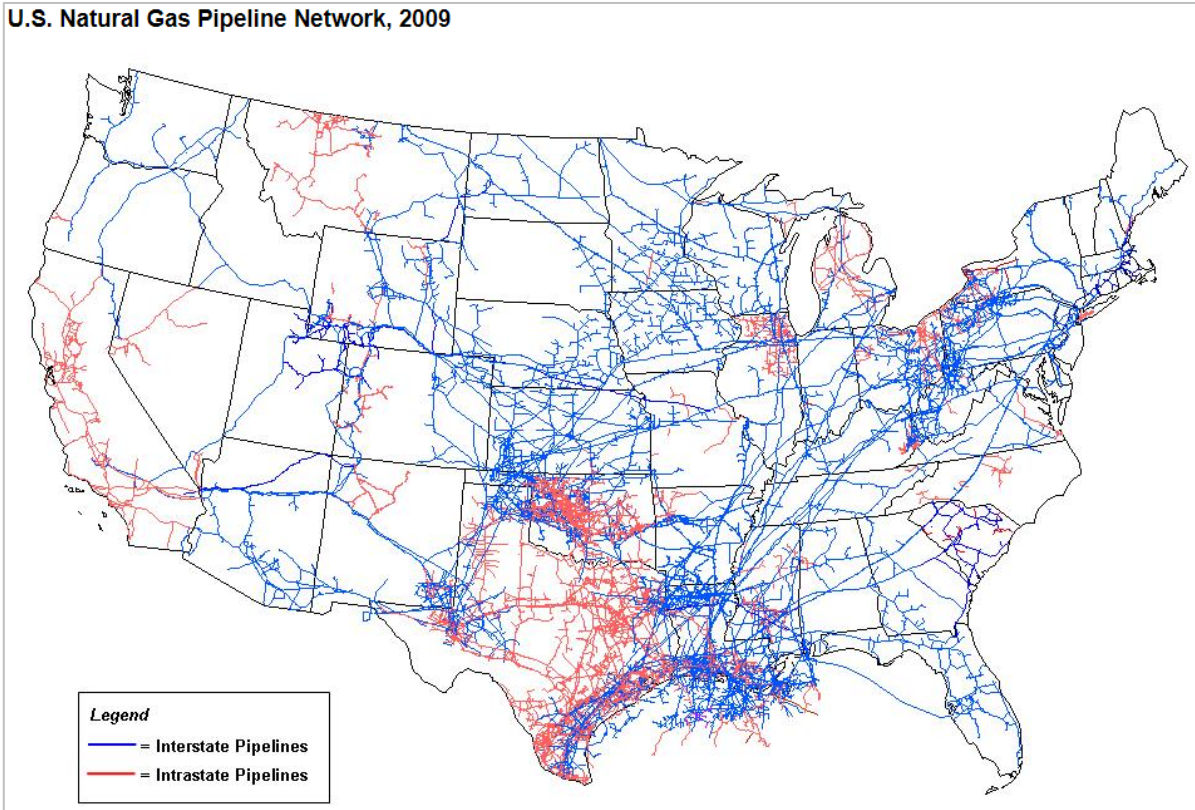 U.S. Natural Gas Pipeline Network, 2009
Legend
= Interstate Pipelines
= Intrastate Pipelines